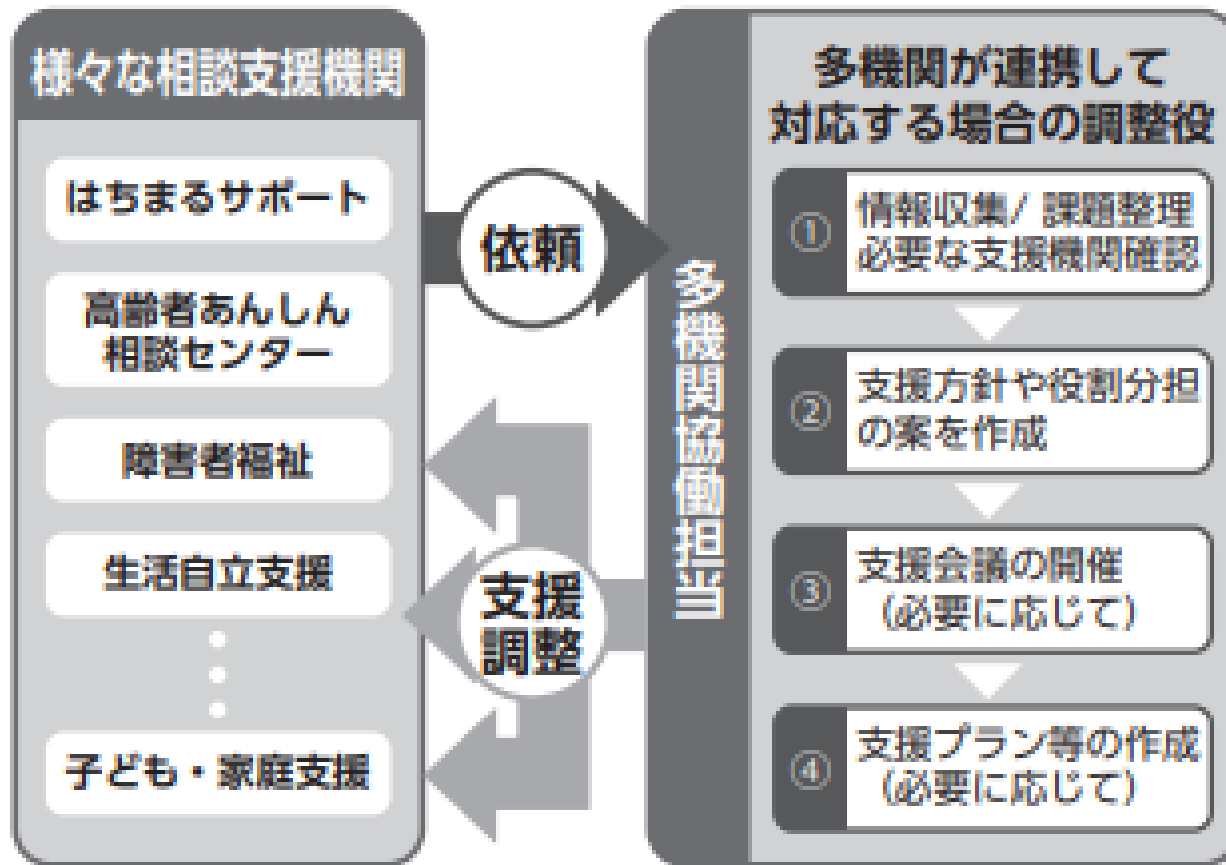 様々な相談支援機関
はちまるサポート
高齢者あんしん
相談センター
障害者福祉
生活自立支援
子ども・家庭支援
依頼
支援
調整
多機関協働担当
多機関が連携して
対応する場合の調整役
①
情報収集/ 課題整理
必要な支援機関確認
②
支援方針や役割分担
の案を作成
③
支援会議の開催
(必要に応じて)
④
支援プラン等の作成
(必要に応じて)